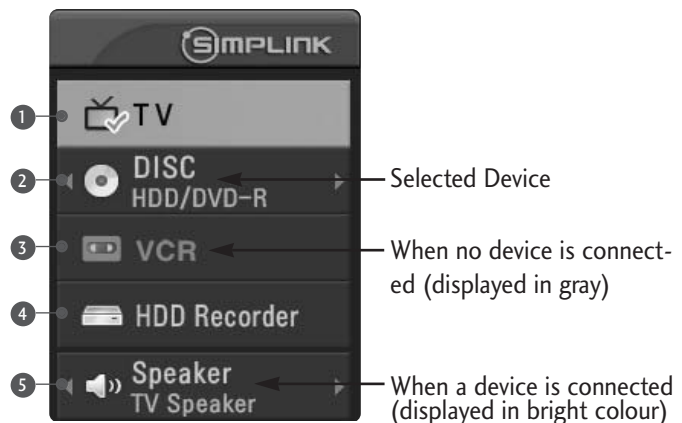 SIMPLINK
1 TV
2 DISC
HDD/DVD-R
Selected Device
3 VCR
When no device is connect-
ed (displayed in gray)
4 HDD Recorder
5 Speaker
TV Speaker
When a device is connected
(displayed in bright colour)